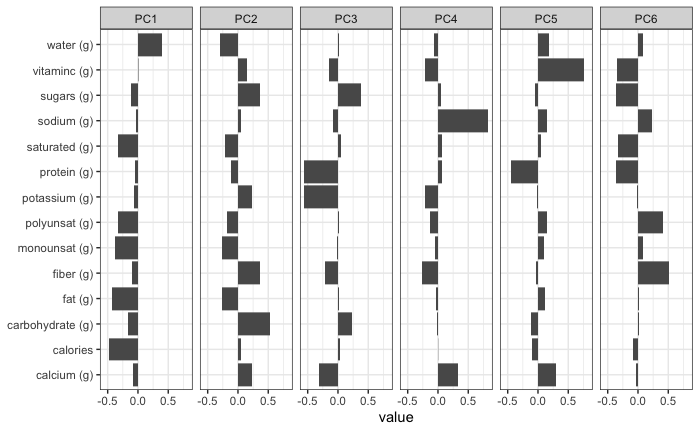 PC1 PC2 PC3 PC4 PC5 PC6
water (g)
vitaminc (g)
sugars (g)
sodium (g)
saturated (g)
protein (g)
potassium (g)
polyunsat (g)
monounsat (g)
fiber (g)
fat (g)
carbohydrate (g)
calories
calcium (g)
-0.5 0.0 0.5 -0.5 0.0 0.5 -0.5 0.0 0.5 -0.5 0.0 0.5 -0.5 0.0 0.5 -0.5 0.0 0.5
value